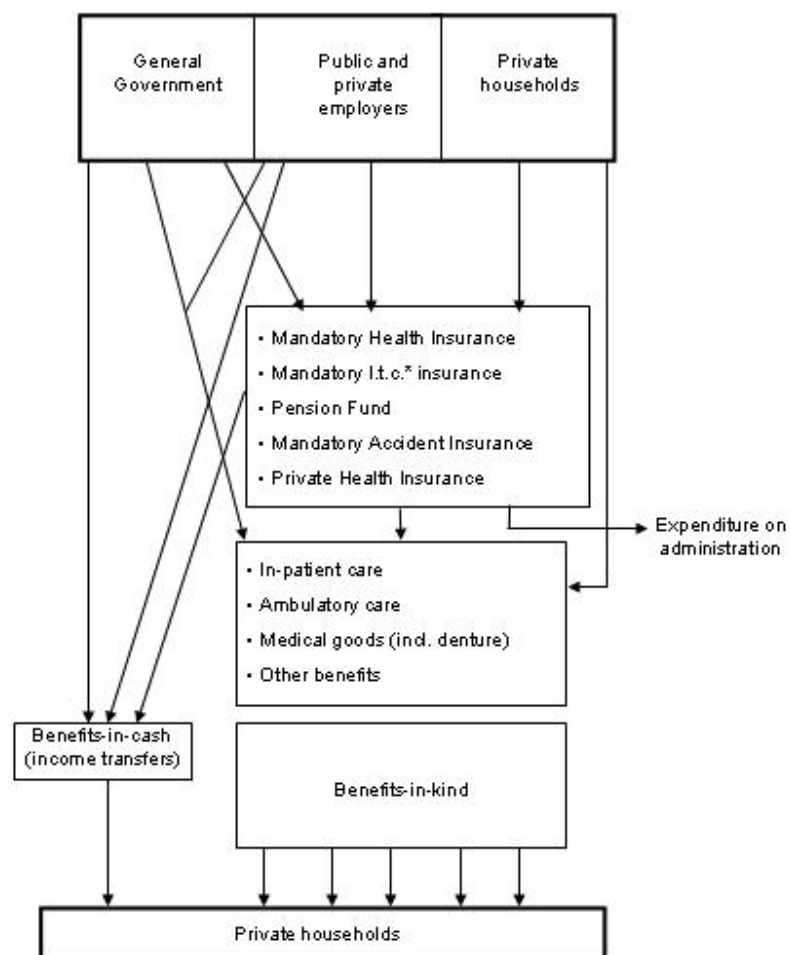 General
Government
Public and
private
employers
Private
households
• Mandatory Health Insurance
• Mandatory l.t.c.* insurance
• Pension Fund
• Mandatory Accident Insurance
• Private Health Insurance
Expenditure on
administration
• In-patient care
• Ambulatory care
• Medical goods (incl. denture)
• Other benefits
Benefits-in-cash
(income transfers)
Benefits-in-kind
Private households